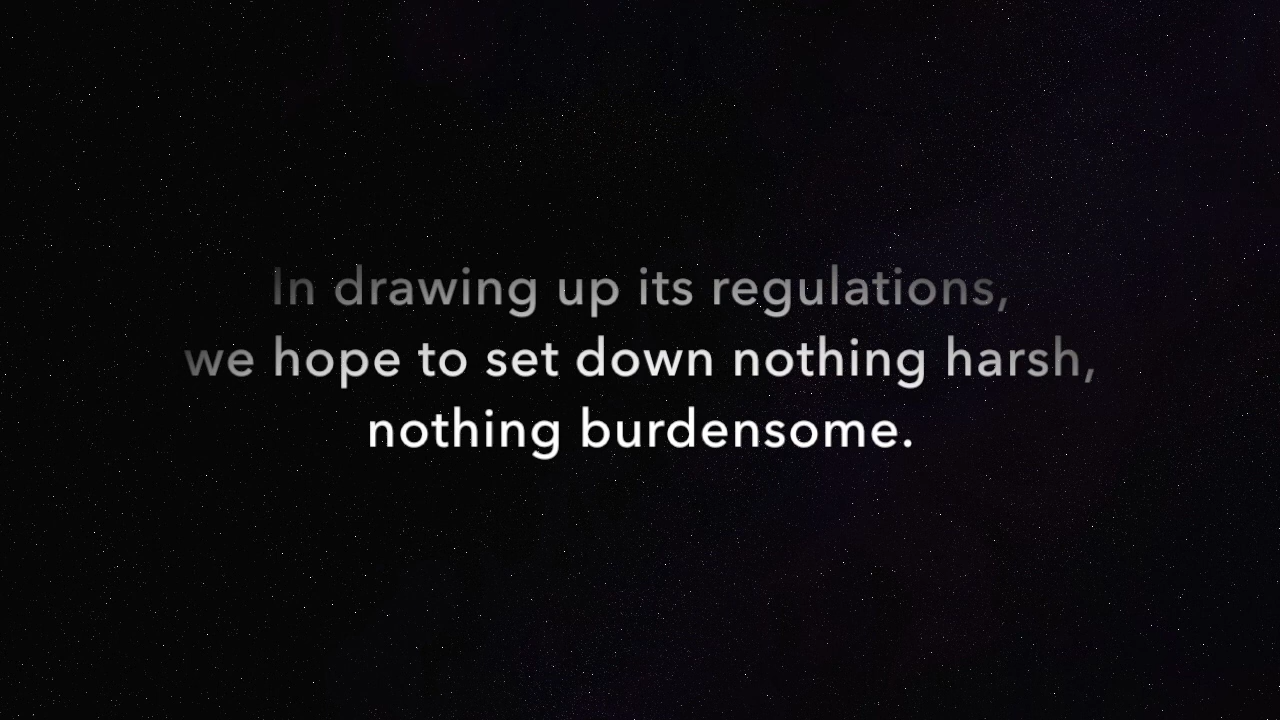 In drawing up its regulations,
we hope to set down nothing harsh,
nothing burdensome.